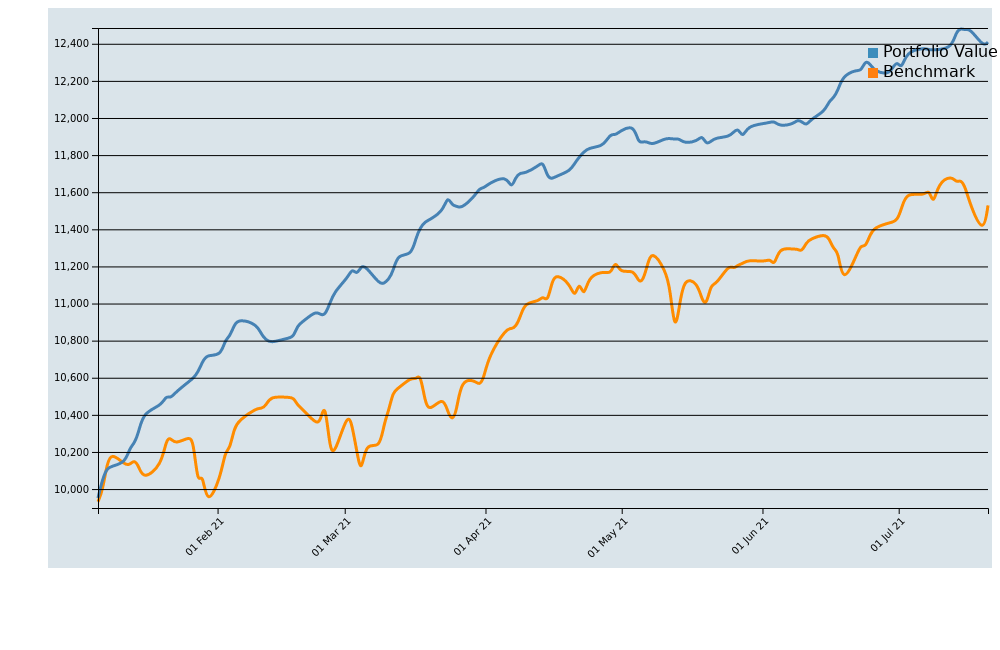 12,400
12,200
12,000
11,800
11,600
11,400
11,200
11,000
10,800
10,600
10,400
10,200
10,000
Portfolio Value
Benchmark
01 Feb 21
01 Mar 21
01 Apr 21
01 May 21
01 Jun 21
01 Jul 21